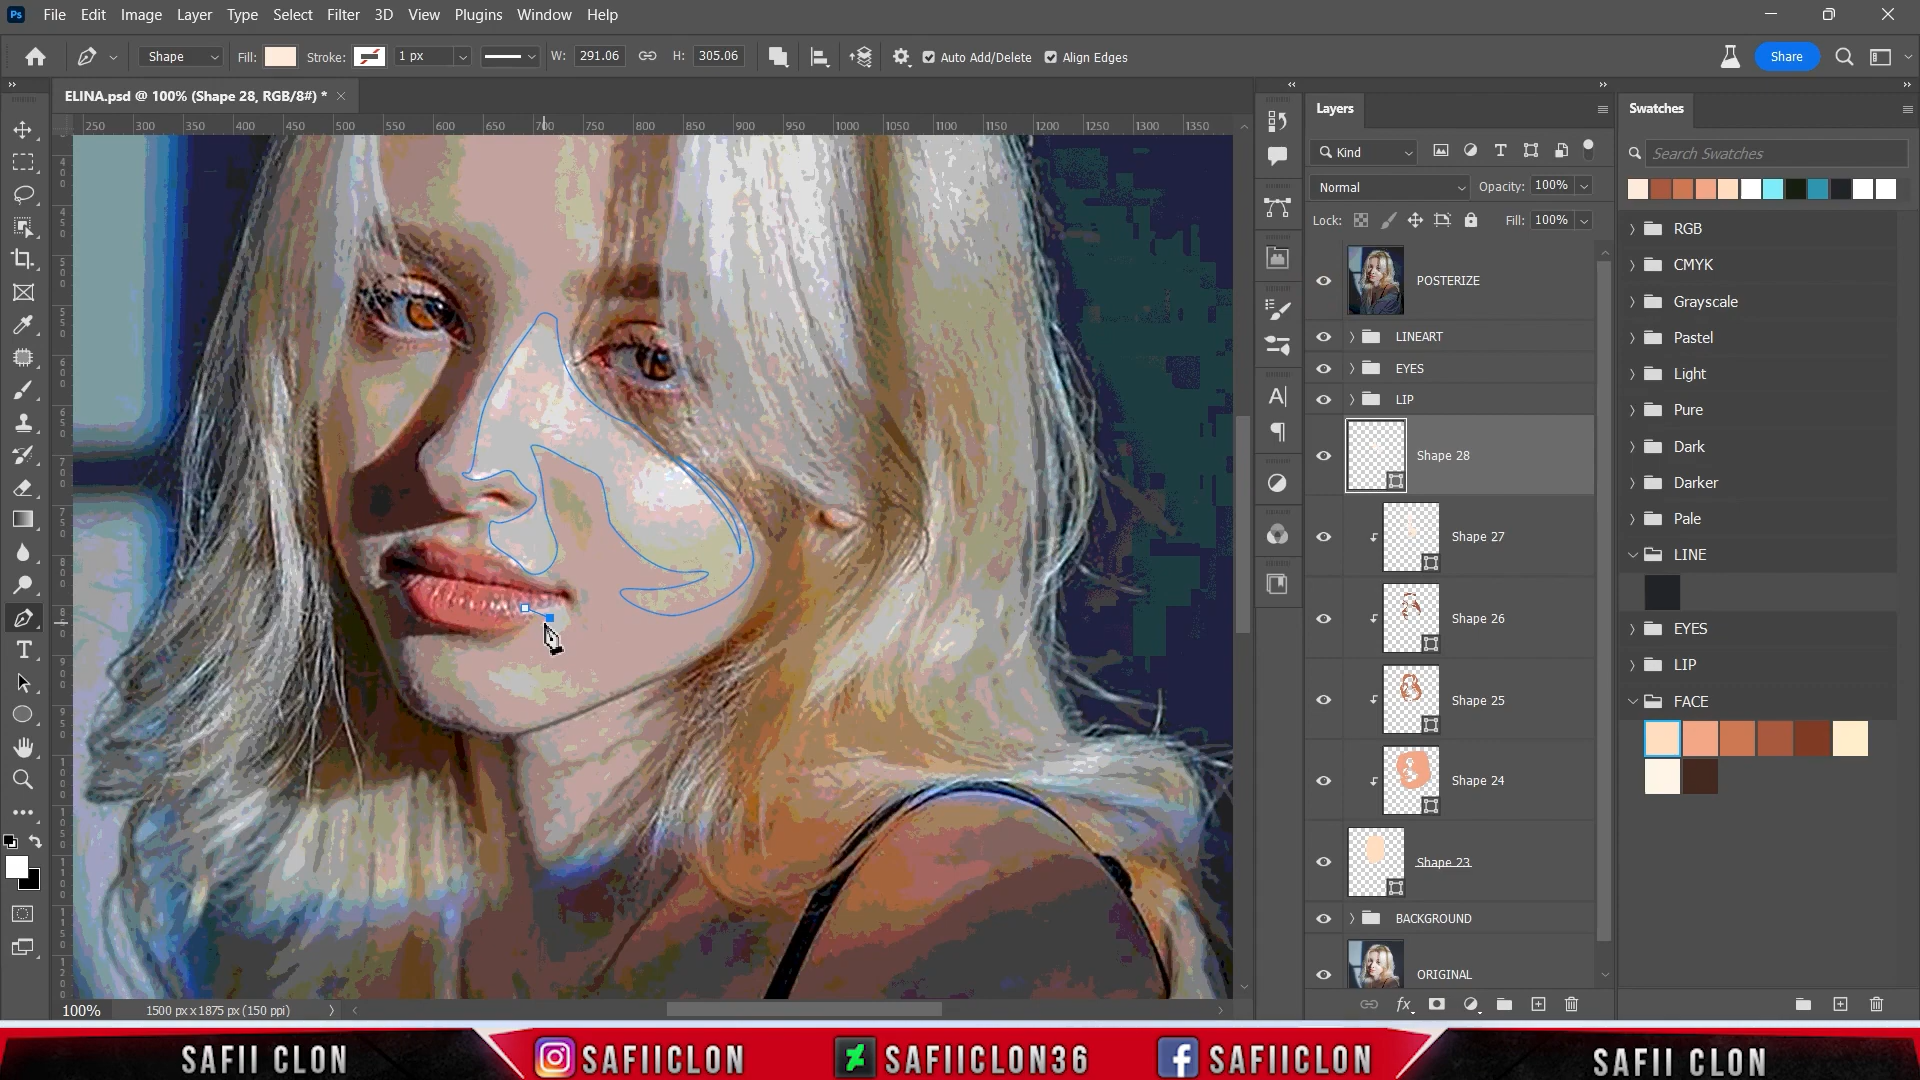 Ps File Edit Image Layer Type Select Filter 3D View Plugins Window Help
Shape Fill: Stroke: 1 px W: 291.06 H: 305.06 Auto Add/Delete Align Edges Share
ELINA.psd @ 100% (Shape 28, RGB/8#) *
250 300 350 400 450 500 550 600 650 700 750 800 850 900 950 1000 1050 1100 1150 1200 1250 1300 1350
Layers
Kind
Normal Opacity: 100%
Lock: Fill: 100%
POSTERIZE
LINEART
EYES
LIP
Shape 28
Shape 27
Shape 26
Shape 25
Shape 24
Shape 23
BACKGROUND
ORIGINAL
Swatches
Search Swatches
RGB
CMYK
Grayscale
Pastel
Light
Pure
Dark
Darker
Pale
LINE
EYES
LIP
FACE
100% 1500 px x 1875 px (150 ppi)
SAFII CLON SAFIICLON SAFIICLON36 SAFIICLON SAFII CLON